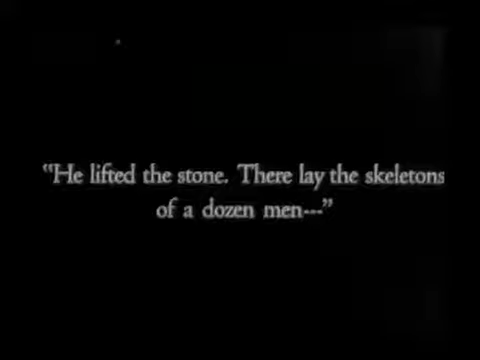 “He lifted the stone. There lay the skeletons
of a dozen men---”